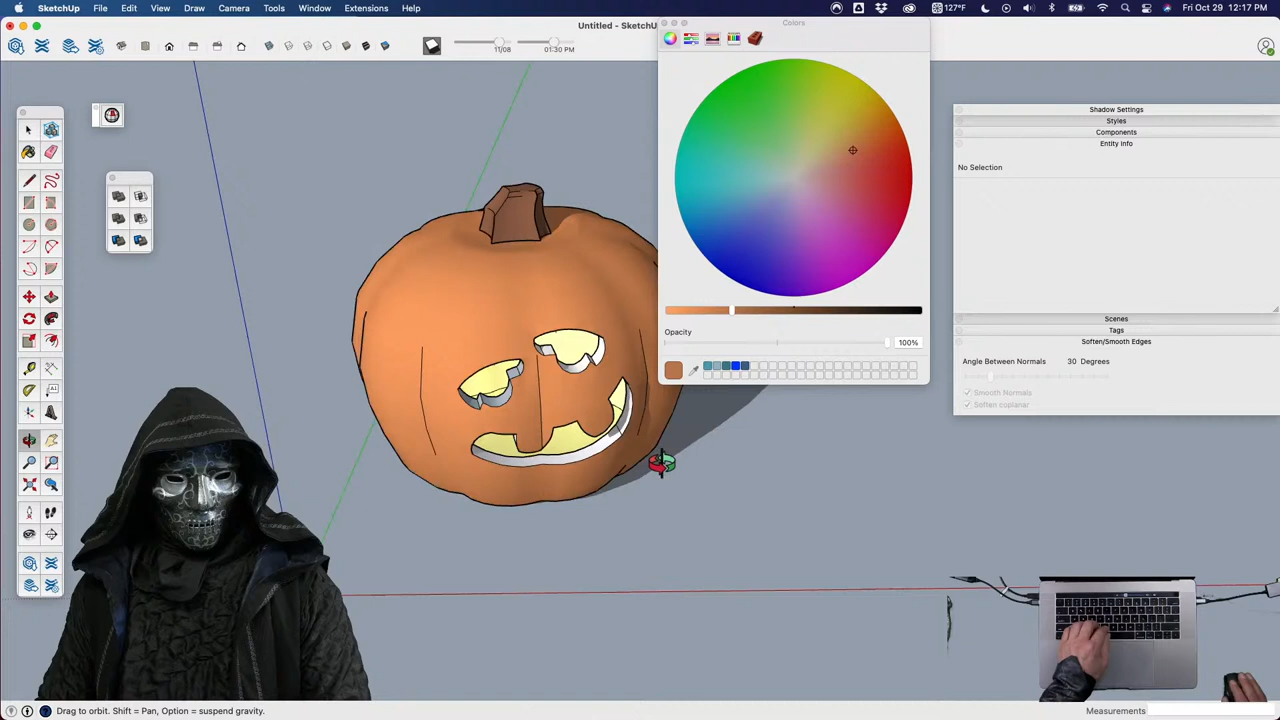 SketchUp File Edit View Draw Camera Tools Window Extensions Help
127°F Fri Oct 29 12:17 PM
Untitled - SketchU
Colors
11/08 01:30 PM
Shadow Settings
Styles
Components
Entity Info
No Selection
Scenes
Opacity
Tags
100%
Soften/Smooth Edges
Angle Between Normals 30 Degrees
Smooth Normals
Soften coplanar
Drag to orbit. Shift = Pan, Option = suspend gravity.
Measurements